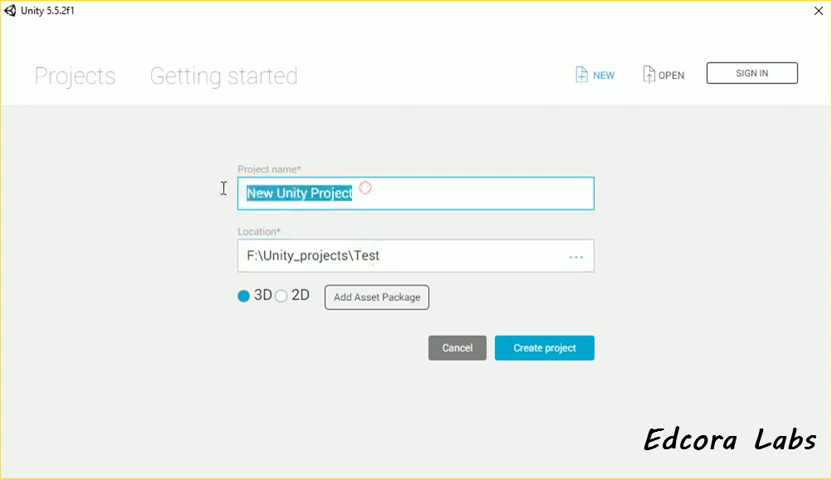 Unity 5.5.2f1
Projects Getting started NEW OPEN SIGN IN
Project name*
New Unity Project
Location*
F:\Unity_projects\Test ...
3D 2D Add Asset Package
Cancel Create project
Edcora Labs